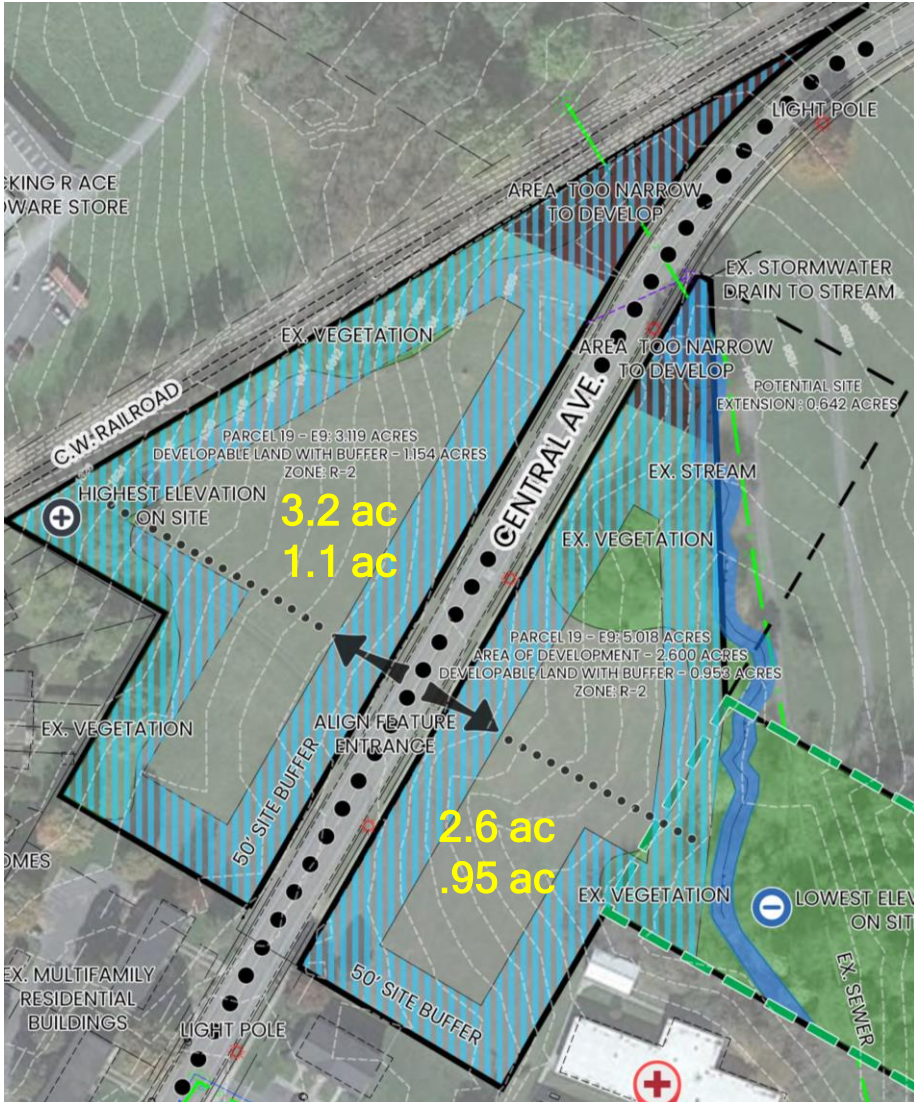 LIGHT POLE
CKING R ACE
WARE STORE
AREA TOO NARROW
TO DEVELOP
EX. STORMWATER
DRAIN TO STREAM
EX. VEGETATION
AREA TOO NARROW
TO DEVELOP
POTENTIAL SITE
EXTENSION : 0.642 ACRES
C.W. RAILROAD
PARCEL 19 - E9: 3.119 ACRES
DEVELOPABLE LAND WITH BUFFER - 1.154 ACRES
ZONE: R-2
CENTRAL AVE.
EX. STREAM
HIGHEST ELEVATION
ON SITE
3.2 ac
1.1 ac
EX. VEGETATION
PARCEL 19 - E9: 5.018 ACRES
AREA OF DEVELOPMENT - 2.600 ACRES
DEVELOPABLE LAND WITH BUFFER - 0.953 ACRES
ZONE: R-2
EX. VEGETATION
ALIGN FEATURE
ENTRANCE
50' SITE BUFFER
2.6 ac
.95 ac
OMES
EX. VEGETATION
LOWEST ELEV
ON SIT
EX. MULTIFAMILY
RESIDENTIAL
BUILDINGS
50' SITE BUFFER
EX. SEWER
LIGHT POLE